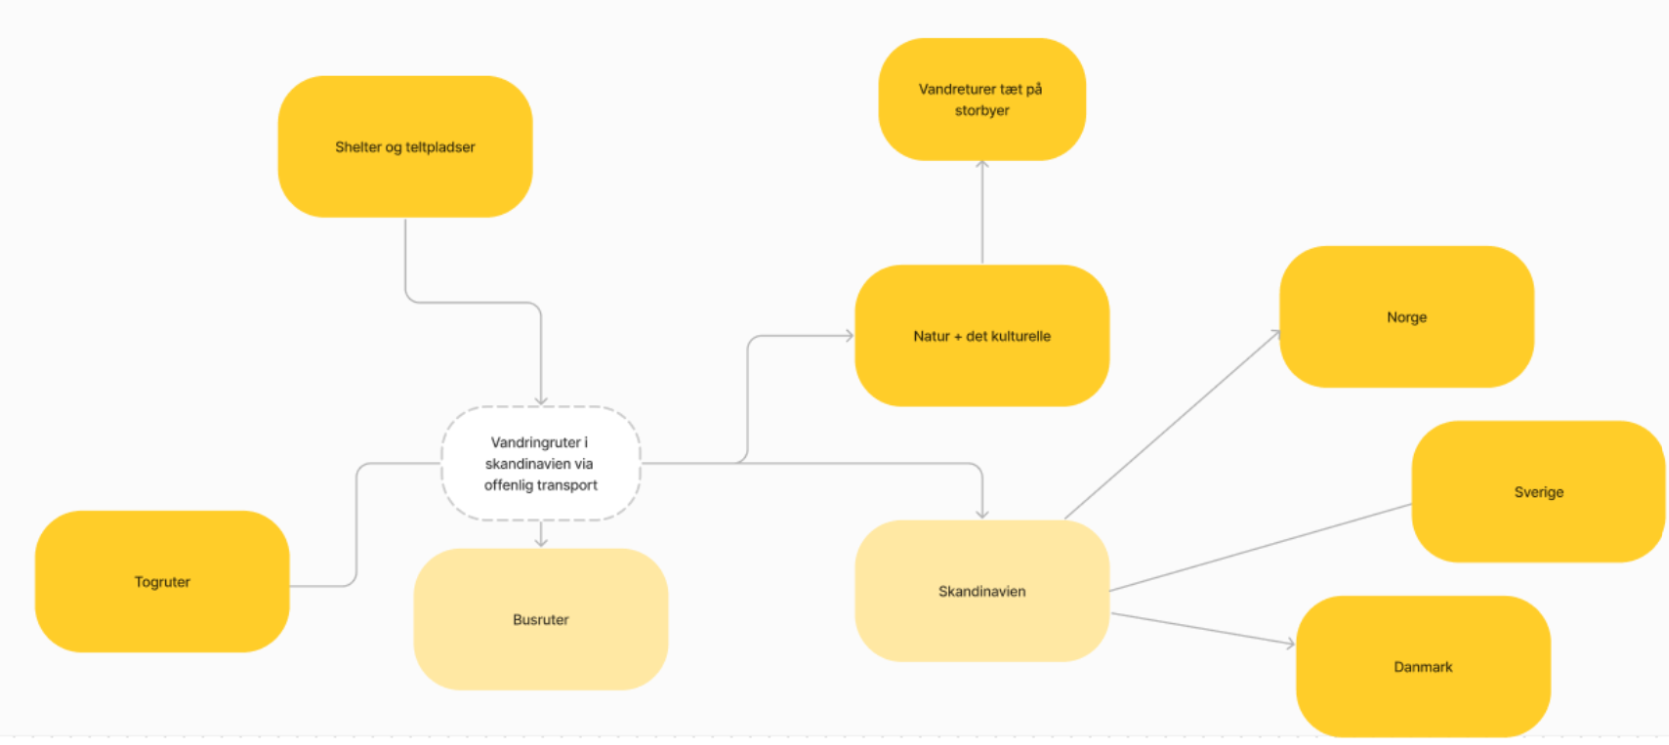 Vandreturer tæt på
storbyer
Shelter og teltpladser
Natur + det kulturelle
Norge
Vandringruter i
skandinavien via
offenlig transport
Sverige
Togruter
Busruter
Skandinavien
Danmark